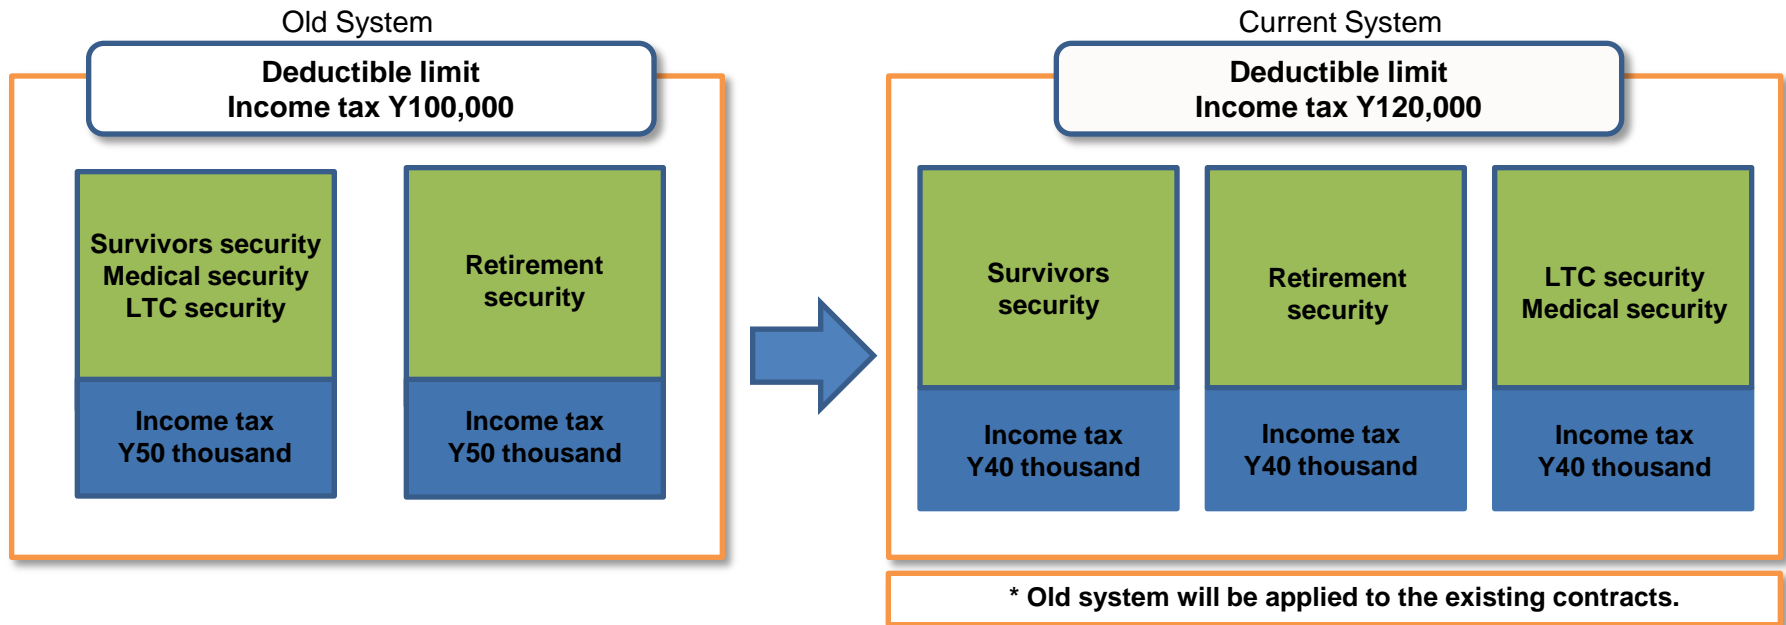 Old System
Deductible limit
Income tax Y100,000
Survivors security
Medical security
LTC security
Income tax
Y50 thousand
Retirement
security
Income tax
Y50 thousand
Current System
Deductible limit
Income tax Y120,000
Survivors
security
Income tax
Y40 thousand
Retirement
security
Income tax
Y40 thousand
LTC security
Medical security
Income tax
Y40 thousand
* Old system will be applied to the existing contracts.